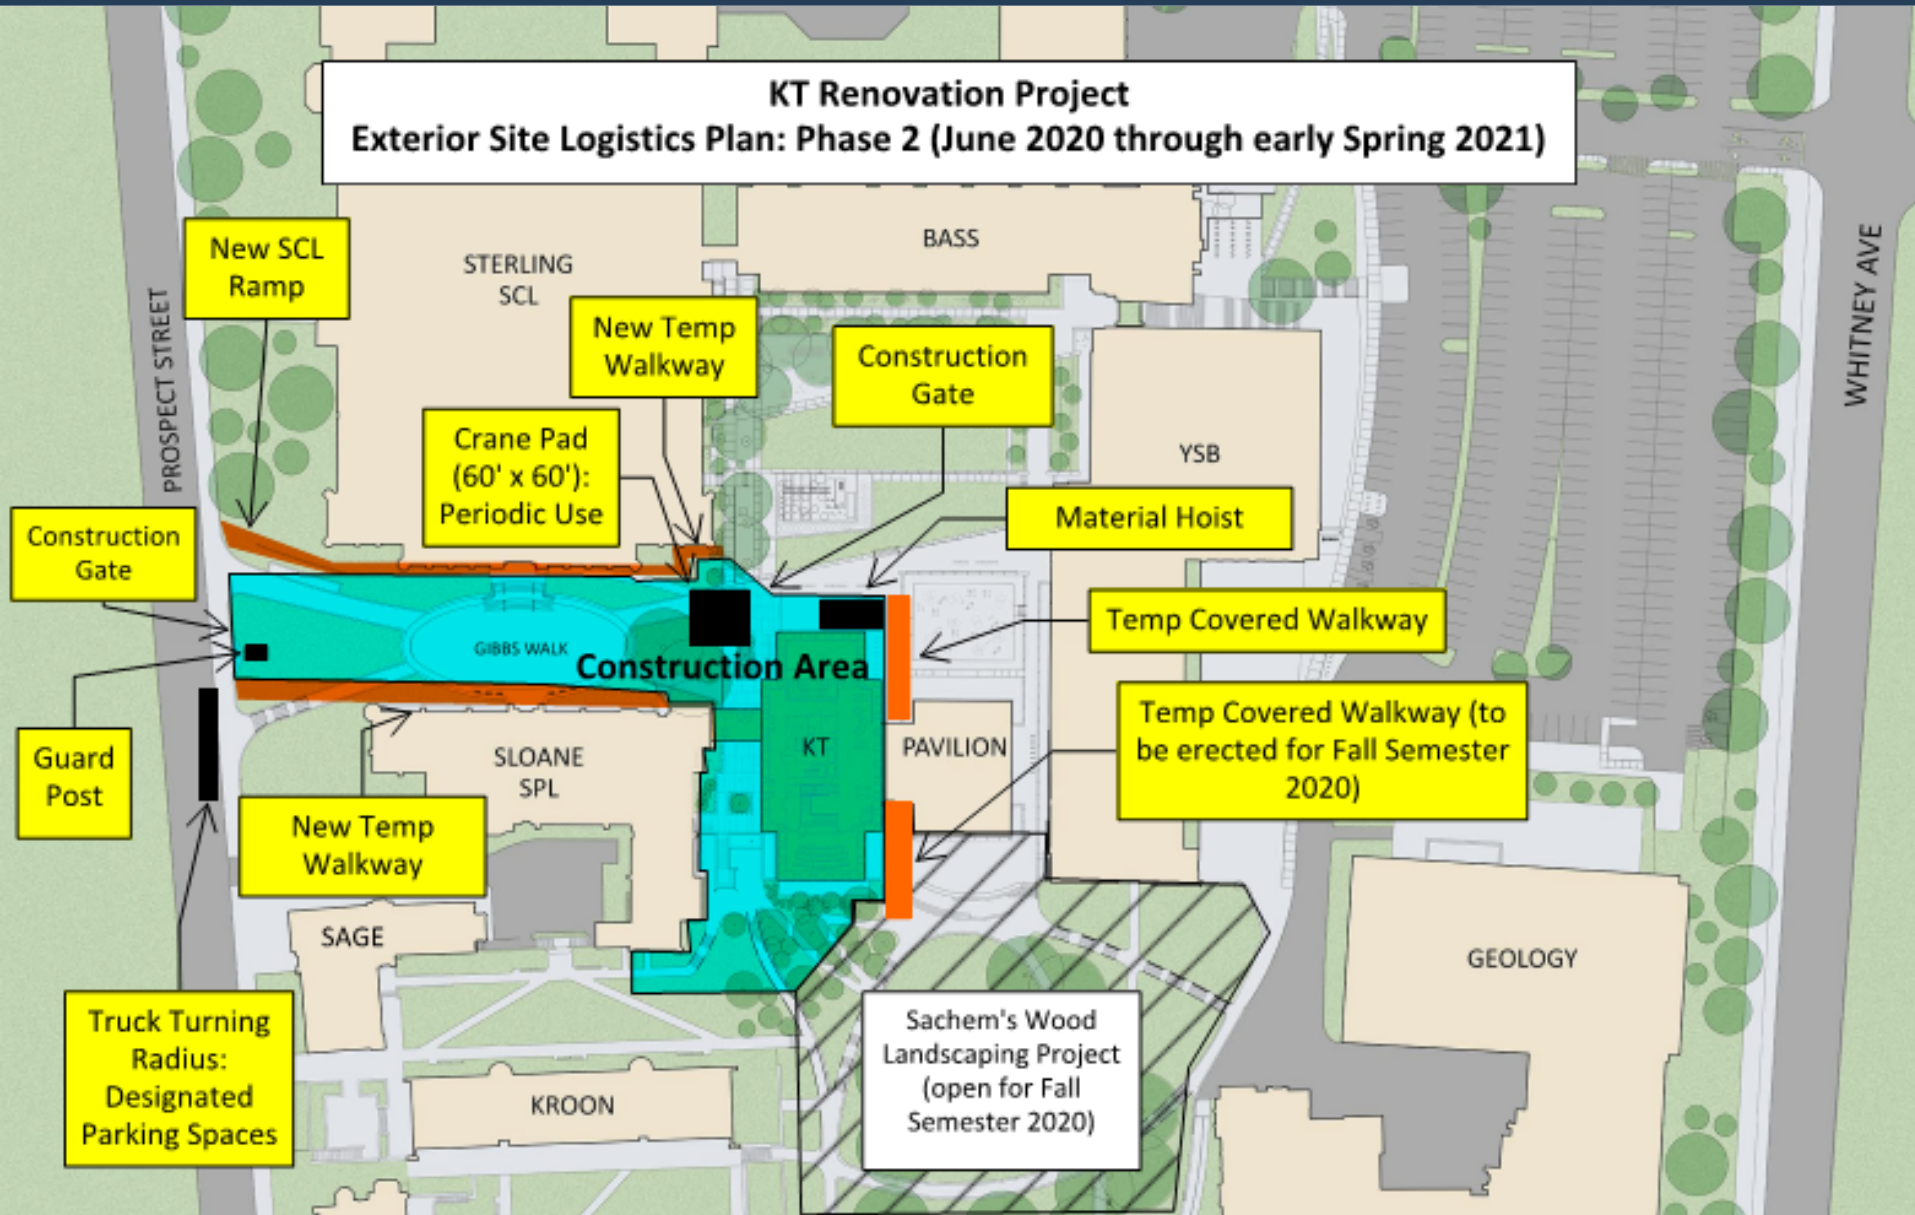 KT Renovation Project
Exterior Site Logistics Plan: Phase 2 (June 2020 through early Spring 2021)
New SCL
Ramp
STERLING
SCL
BASS
WHITNEY AVE
PROSPECT STREET
New Temp
Walkway
Construction
Gate
Crane Pad
(60' x 60'):
Periodic Use
YSB
Material Hoist
Construction
Gate
Temp Covered Walkway
GIBBS WALK
Construction Area
Guard
Post
SLOANE
SPL
KT
PAVILION
Temp Covered Walkway (to
be erected for Fall Semester
2020)
New Temp
Walkway
SAGE
GEOLOGY
Truck Turning
Radius:
Designated
Parking Spaces
KROON
Sachem's Wood
Landscaping Project
(open for Fall
Semester 2020)